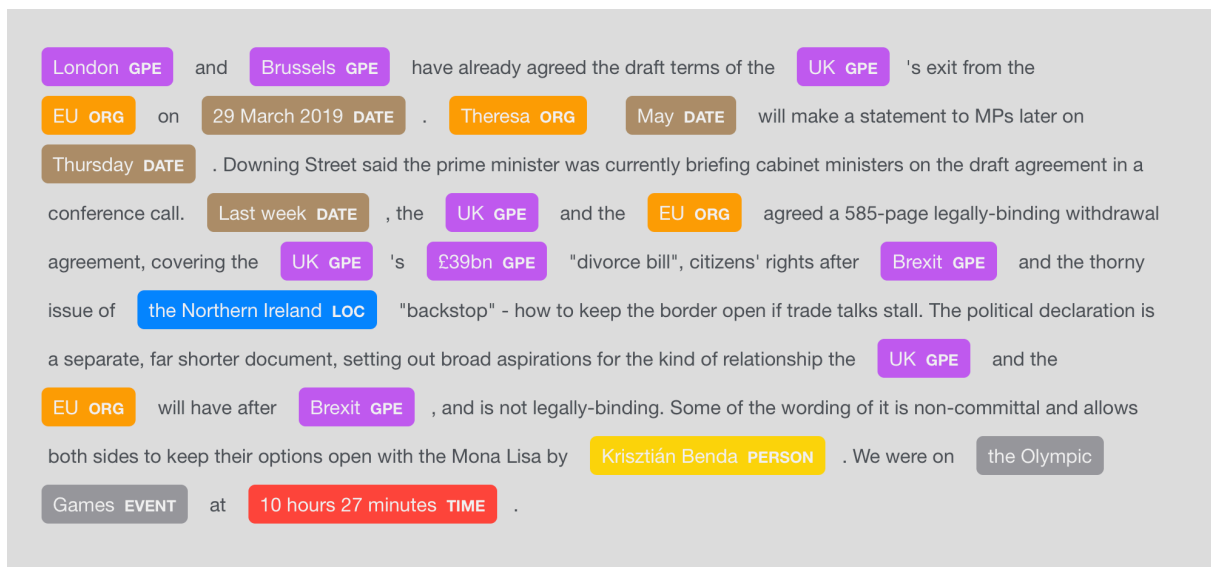 London GPE and Brussels GPE have already agreed the draft terms of the UK GPE 's exit from the
EU ORG on 29 March 2019 DATE . Theresa ORG May DATE will make a statement to MPs later on
Thursday DATE . Downing Street said the prime minister was currently briefing cabinet ministers on the draft agreement in a
conference call. Last week DATE , the UK GPE and the EU ORG agreed a 585-page legally-binding withdrawal
agreement, covering the UK GPE 's £39bn GPE "divorce bill", citizens' rights after Brexit GPE and the thorny
issue of the Northern Ireland LOC "backstop" - how to keep the border open if trade talks stall. The political declaration is
a separate, far shorter document, setting out broad aspirations for the kind of relationship the UK GPE and the
EU ORG will have after Brexit GPE , and is not legally-binding. Some of the wording of it is non-committal and allows
both sides to keep their options open with the Mona Lisa by Krisztián Benda PERSON . We were on the Olympic
Games EVENT at 10 hours 27 minutes TIME .